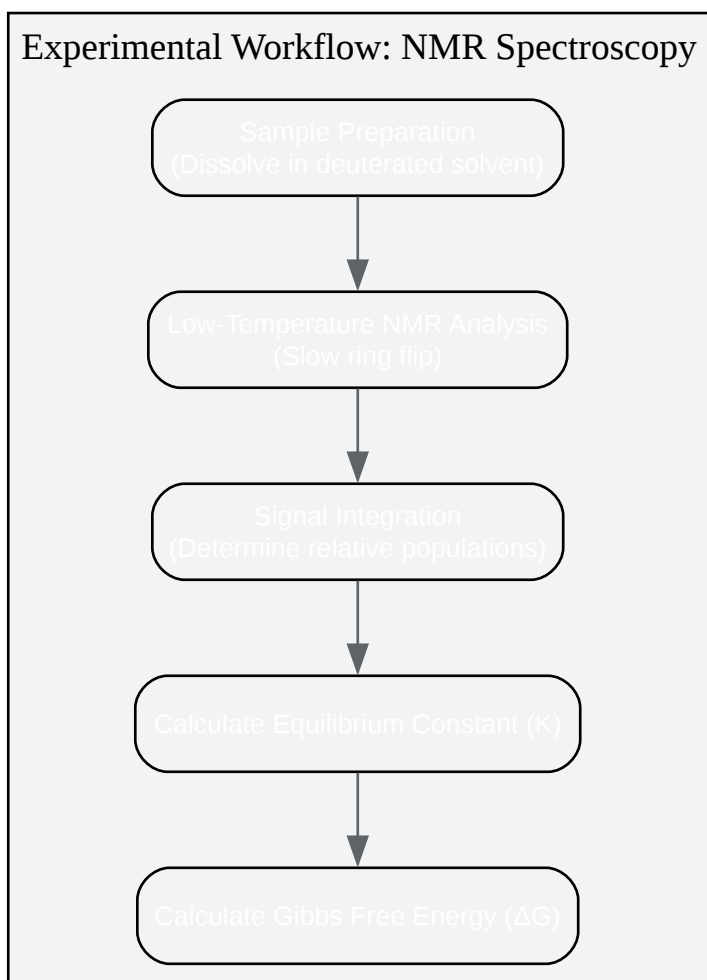 Experimental Workflow: NMR Spectroscopy
Sample Preparation
(Dissolve in deuterated solvent)
Low-Temperature NMR Analysis
(Slow ring flip)
Signal Integration
(Determine relative populations)
Calculate Equilibrium Constant (K)
Calculate Gibbs Free Energy (ΔG)